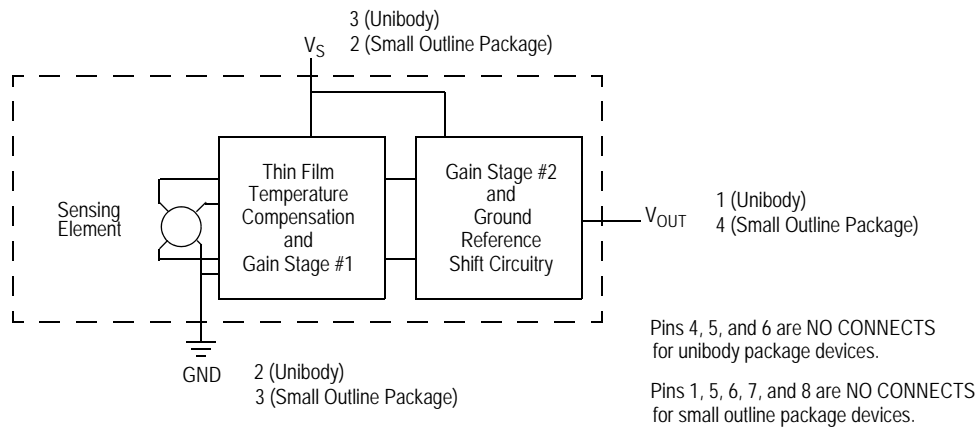 3 (Unibody)
2 (Small Outline Package)
VS
Sensing
Element
Thin Film
Temperature
Compensation
and
Gain Stage #1
Gain Stage #2
and
Ground
Reference
Shift Circuitry
VOUT
1 (Unibody)
4 (Small Outline Package)
GND
2 (Unibody)
3 (Small Outline Package)
Pins 4, 5, and 6 are NO CONNECTS
for unibody package devices.
Pins 1, 5, 6, 7, and 8 are NO CONNECTS
for small outline package devices.